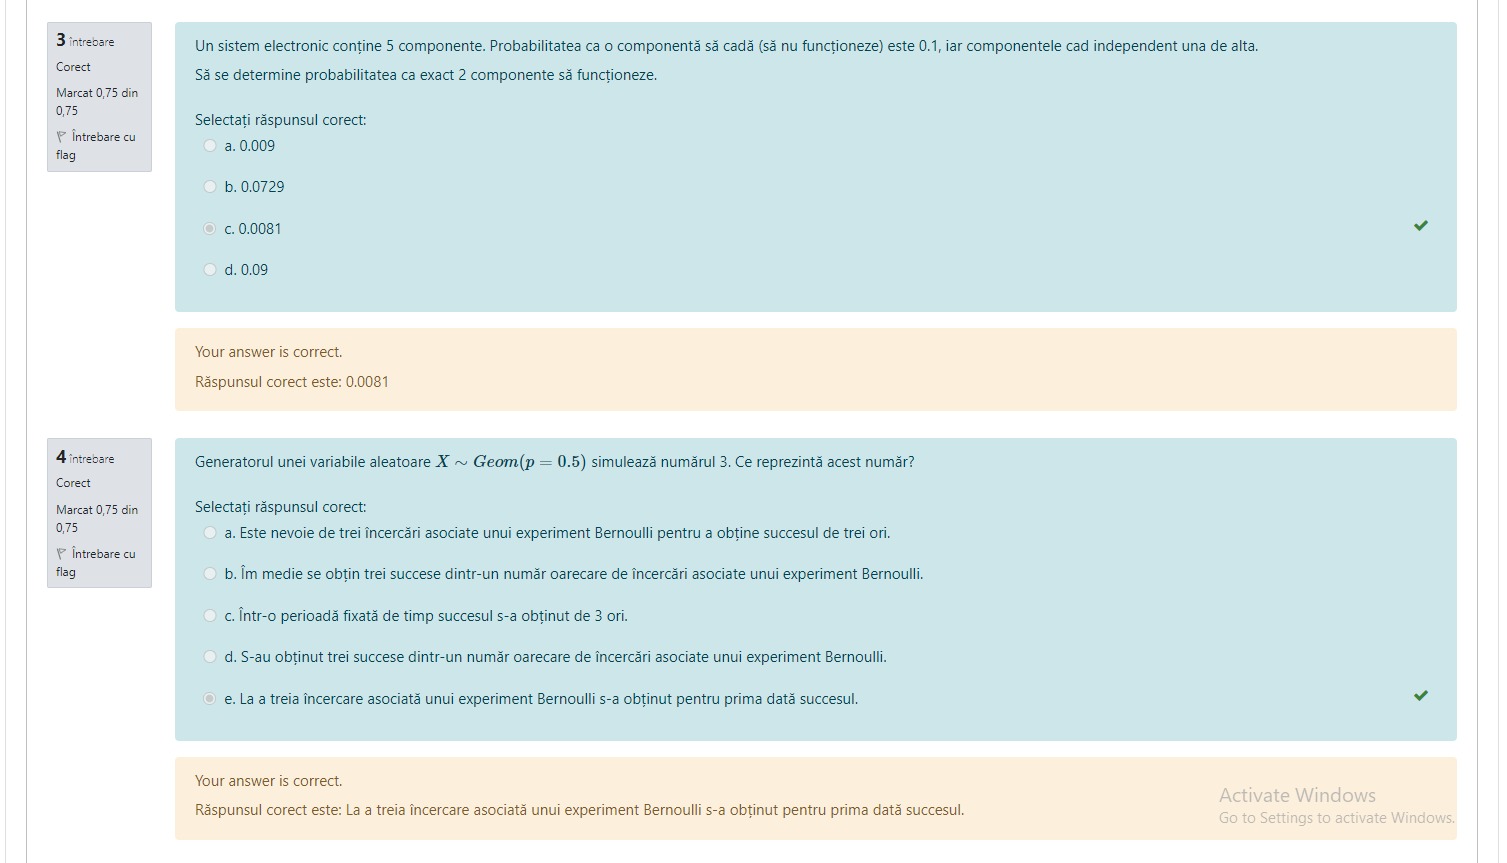 3 întrebare
Corect
Marcat 0,75 din
0,75
Întrebare cu
flag
Un sistem electronic conține 5 componente. Probabilitatea ca o componentă să cadă (să nu funcționeze) este 0.1, iar componentele cad independent una de alta.
Să se determine probabilitatea ca exact 2 componente să funcționeze.
Selectați răspunsul corect:
a. 0.009
b. 0.0729
c. 0.0081
d. 0.09
Your answer is correct.
Răspunsul corect este: 0.0081
4 întrebare
Corect
Marcat 0,75 din
0,75
Întrebare cu
flag
Generatorul unei variabile aleatoare X ∼ Geom(p = 0.5) simulează numărul 3. Ce reprezintă acest număr?
Selectați răspunsul corect:
a. Este nevoie de trei încercări asociate unui experiment Bernoulli pentru a obține succesul de trei ori.
b. Îm medie se obțin trei succese dintr-un număr oarecare de încercări asociate unui experiment Bernoulli.
c. Într-o perioadă fixată de timp succesul s-a obținut de 3 ori.
d. S-au obținut trei succese dintr-un număr oarecare de încercări asociate unui experiment Bernoulli.
e. La a treia încercare asociată unui experiment Bernoulli s-a obținut pentru prima dată succesul.
Your answer is correct.
Răspunsul corect este: La a treia încercare asociată unui experiment Bernoulli s-a obținut pentru prima dată succesul.
Activate Windows
Go to Settings to activate Windows.